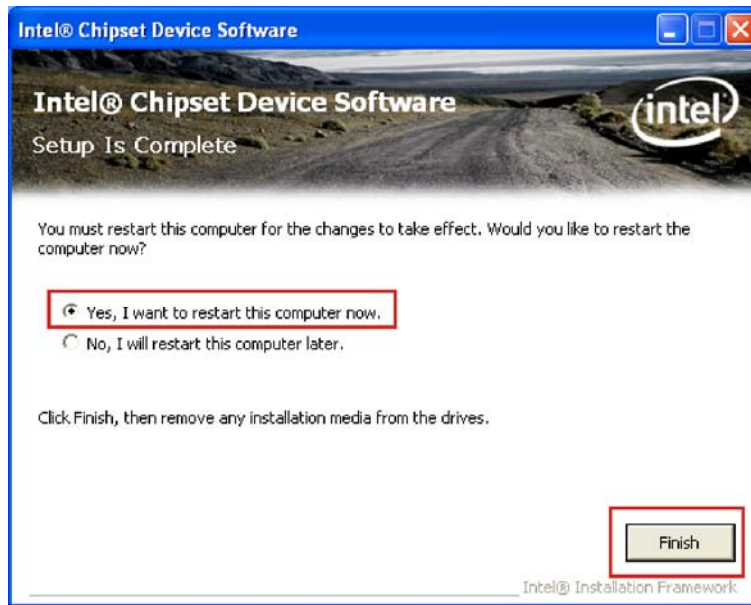 Intel® Chipset Device Software
Intel® Chipset Device Software
intel
Setup Is Complete
You must restart this computer for the changes to take effect. Would you like to restart the
computer now?
Yes, I want to restart this computer now.
No, I will restart this computer later.
Click Finish, then remove any installation media from the drives.
Finish
Intel® Installation Framework